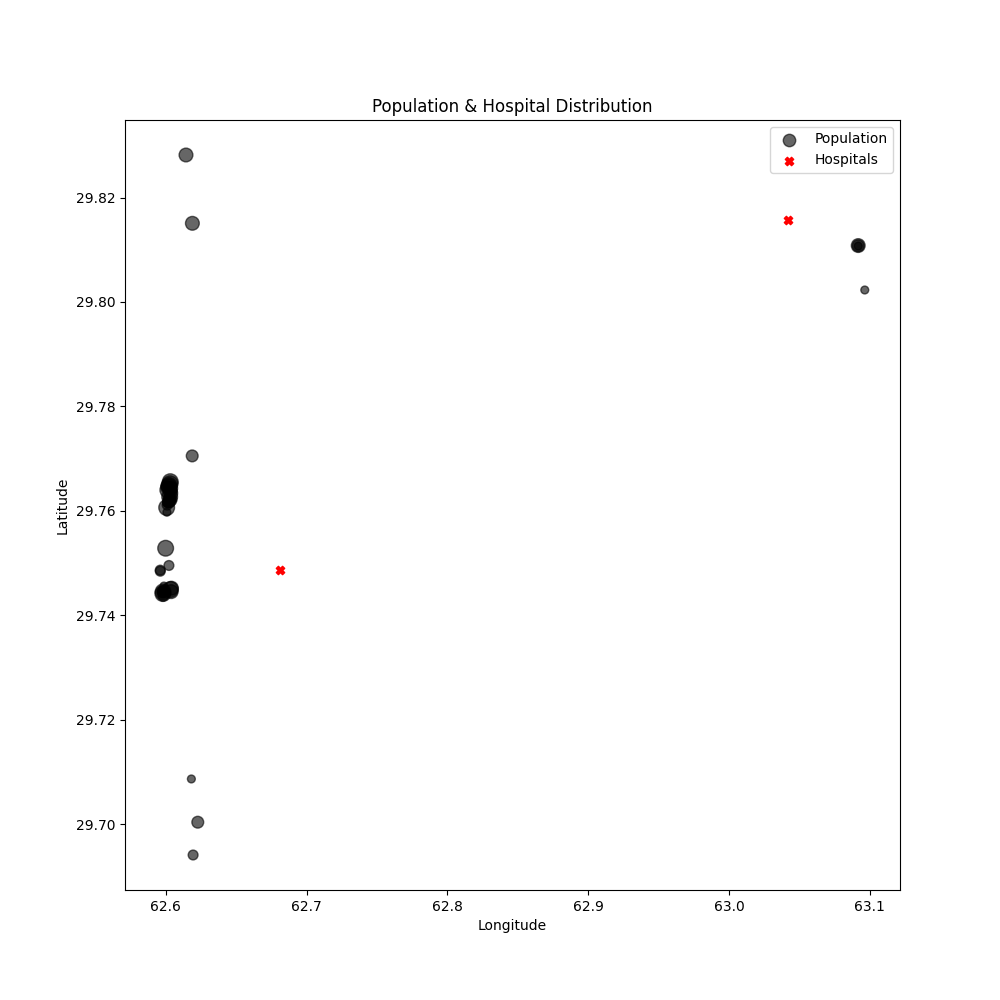 Population & Hospital Distribution
Population
Hospitals
29.82
29.80
29.78
29.76
29.74
29.72
29.70
Latitude
62.6
62.7
62.8
62.9
63.0
63.1
Longitude